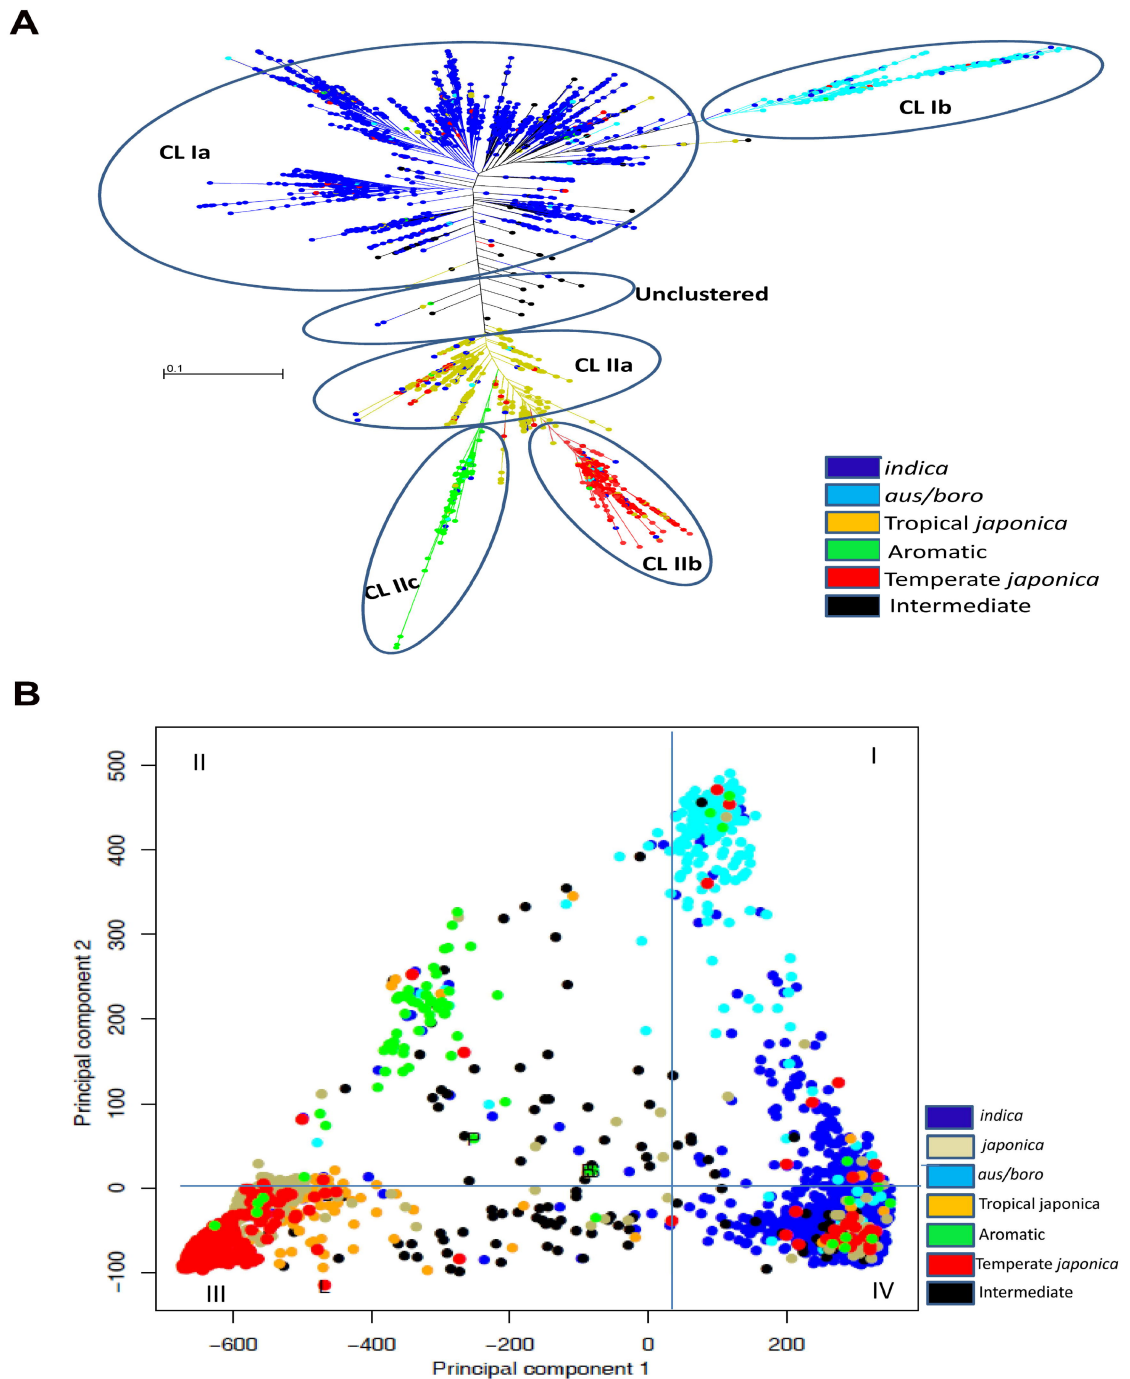 A
CL Ia
CL Ib
Unclustered
0.1
CL IIa
CL IIb
CL IIc
indica
aus/boro
Tropical japonica
Aromatic
Temperate japonica
Intermediate
B
II
I
III
IV
500
400
300
200
100
0
−100
Principal component 2
−600
−400
−200
0
200
Principal component 1
indica
japonica
aus/boro
Tropical japonica
Aromatic
Temperate japonica
Intermediate